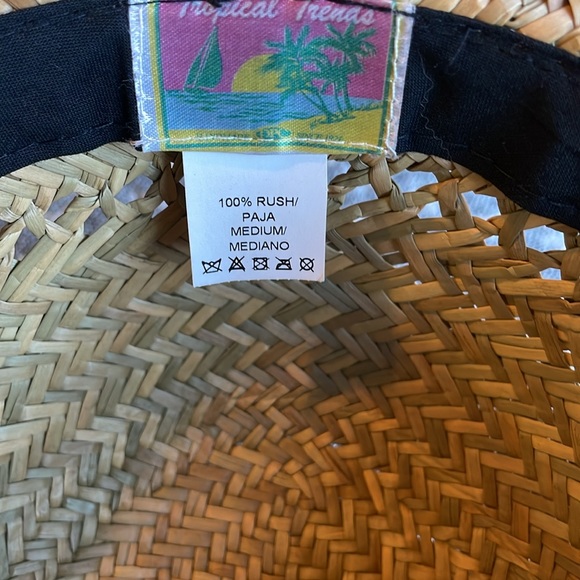 Tropical Trends
100% RUSH/
PAJA
MEDIUM/
MEDIANO